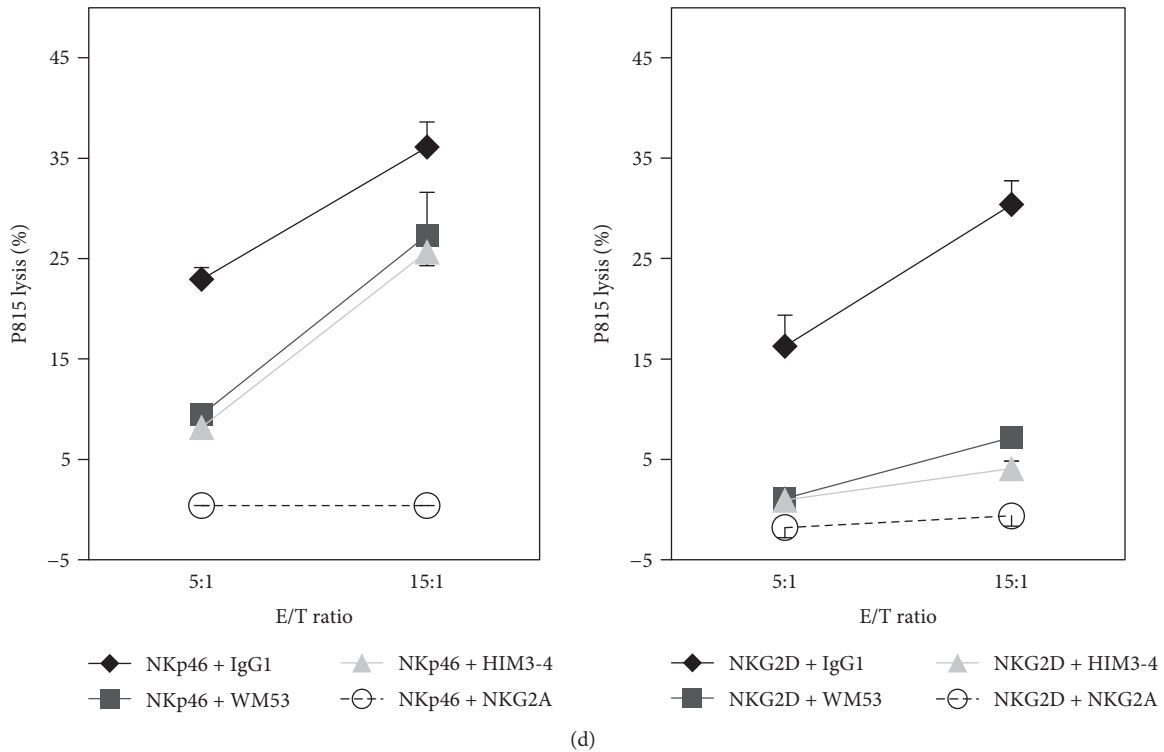 45
35
25
15
5
−5
P815 lysis (%)
5:1
15:1
E/T ratio
NKp46 + IgG1
NKp46 + WM53
NKp46 + HIM3-4
NKp46 + NKG2A
45
35
25
15
5
−5
P815 lysis (%)
5:1
15:1
E/T ratio
NKG2D + IgG1
NKG2D + WM53
NKG2D + HIM3-4
NKG2D + NKG2A
(d)